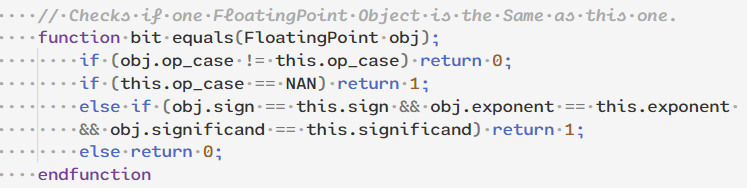 // Checks if one FloatingPoint Object is the Same as this one.
function bit equals(FloatingPoint obj);
if (obj.op_case != this.op_case) return 0;
if (this.op_case == NAN) return 1;
else if (obj.sign == this.sign && obj.exponent == this.exponent
&& obj.significand == this.significand) return 1;
else return 0;
endfunction